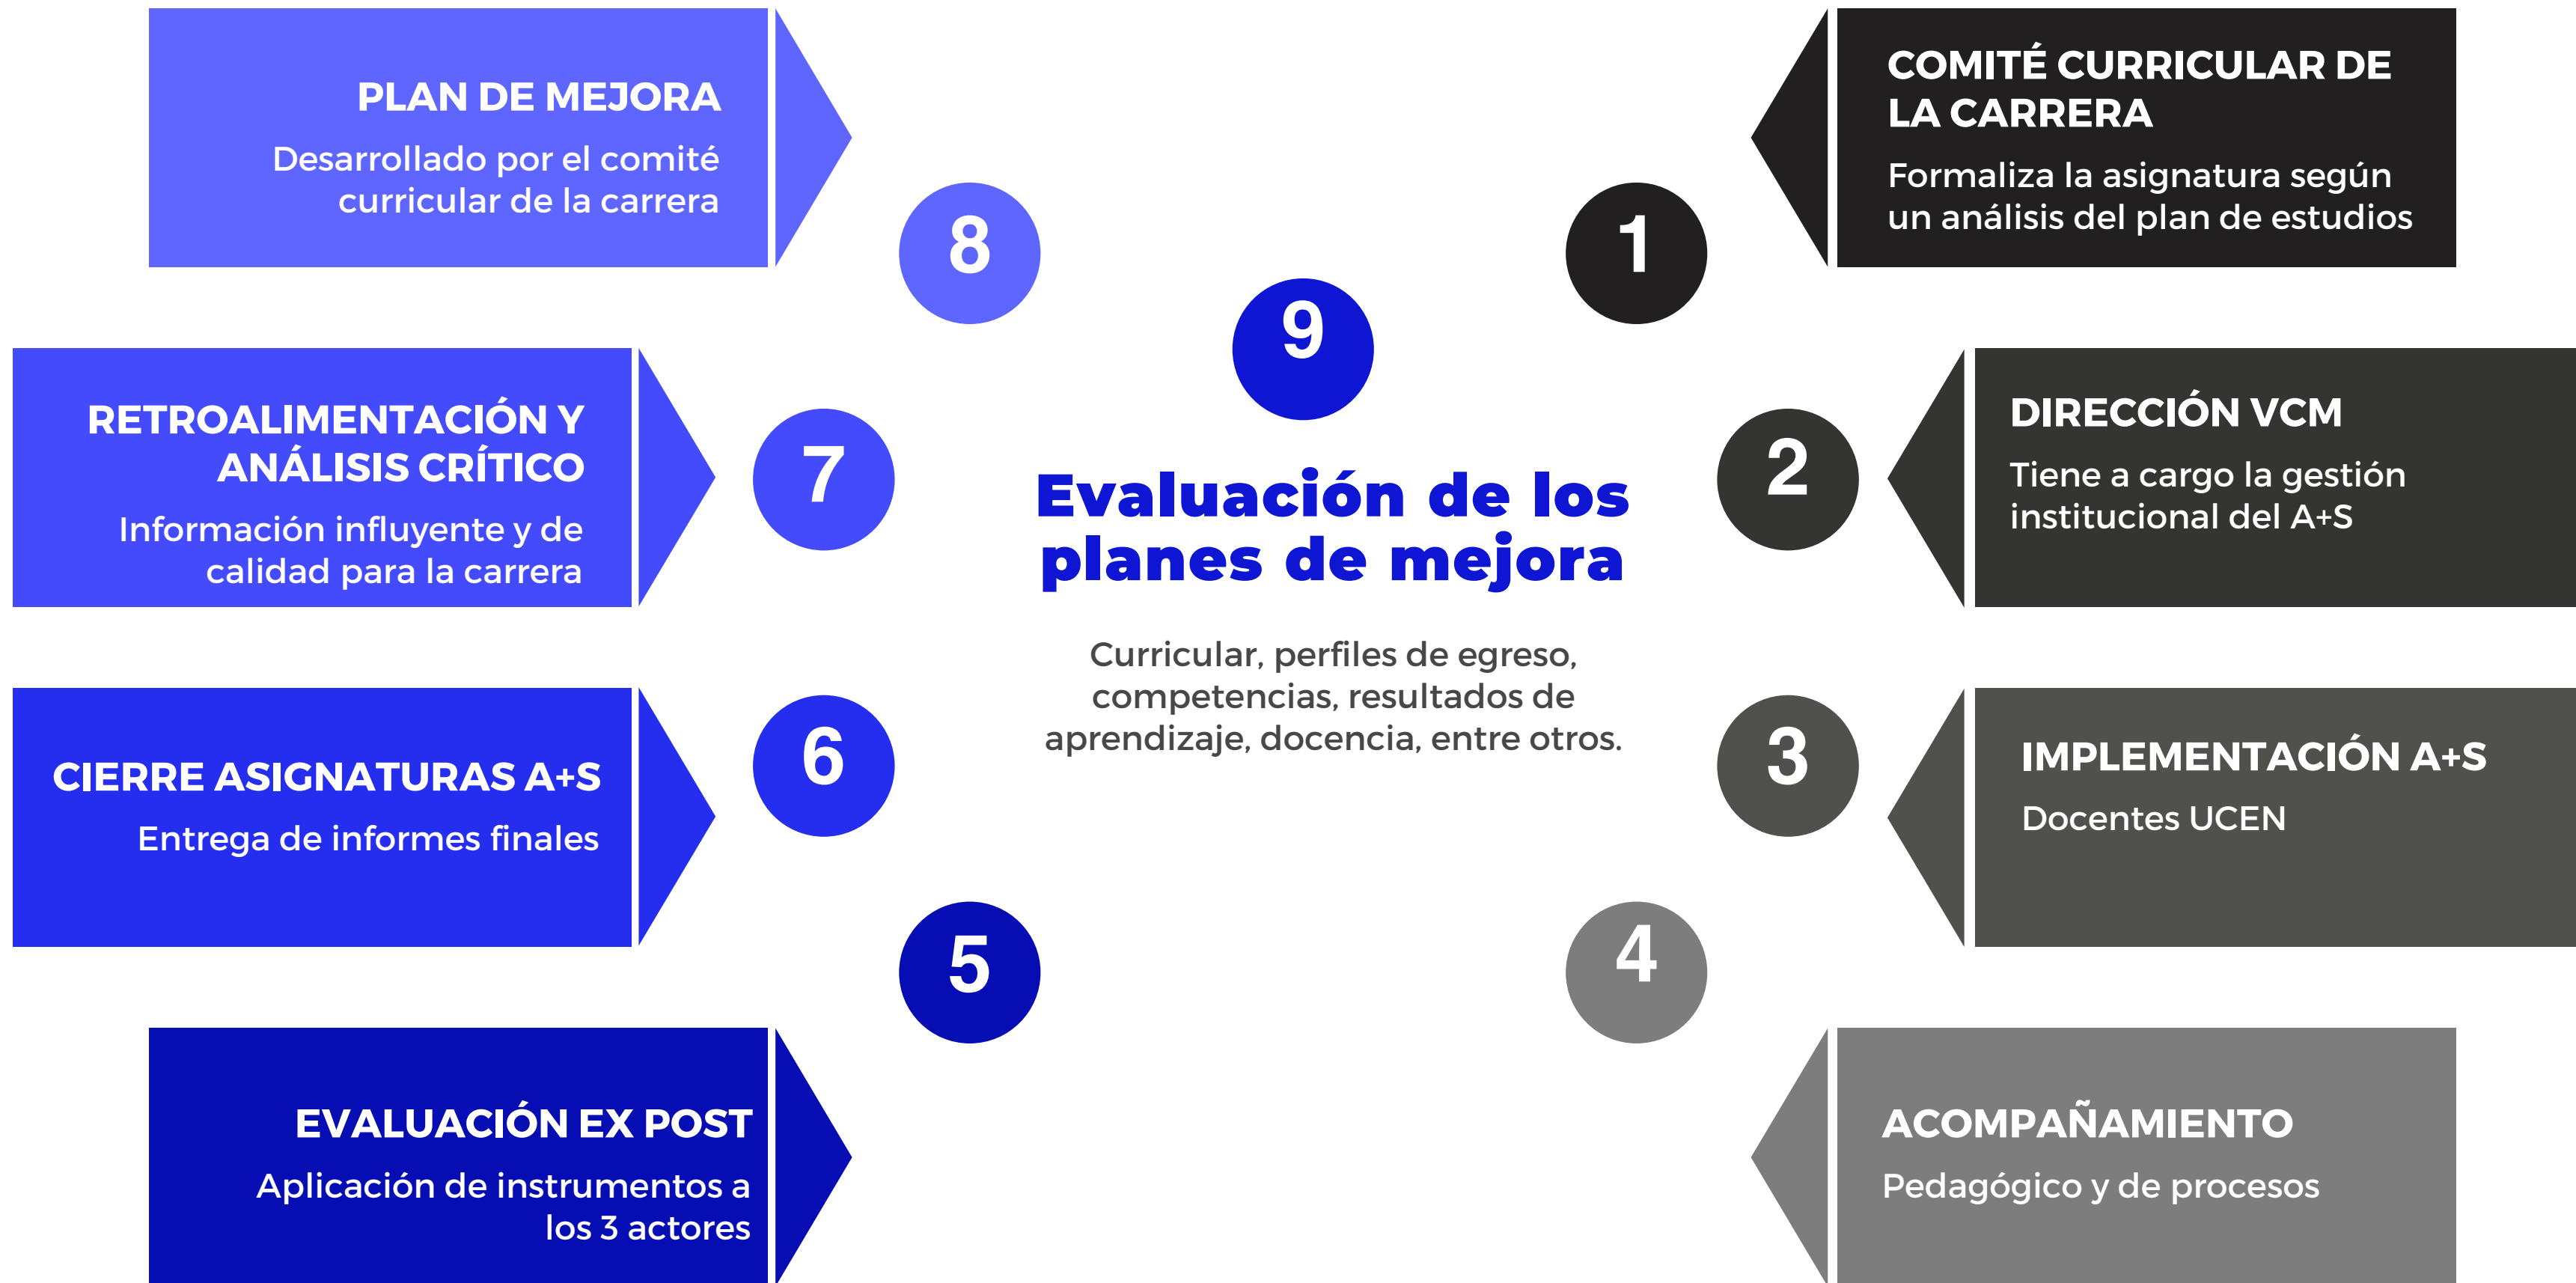 1
COMITÉ CURRICULAR DE
LA CARRERA
Formaliza la asignatura según
un análisis del plan de estudios
2
DIRECCIÓN VCM
Tiene a cargo la gestión
institucional del A+S
3
IMPLEMENTACIÓN A+S
Docentes UCEN
4
ACOMPAÑAMIENTO
Pedagógico y de procesos
5
EVALUACIÓN EX POST
Aplicación de instrumentos a
los 3 actores
6
CIERRE ASIGNATURAS A+S
Entrega de informes finales
7
RETROALIMENTACIÓN Y
ANÁLISIS CRÍTICO
Información influyente y de
calidad para la carrera
8
PLAN DE MEJORA
Desarrollado por el comité
curricular de la carrera
9
Evaluación de los
planes de mejora
Curricular, perfiles de egreso,
competencias, resultados de
aprendizaje, docencia, entre otros.